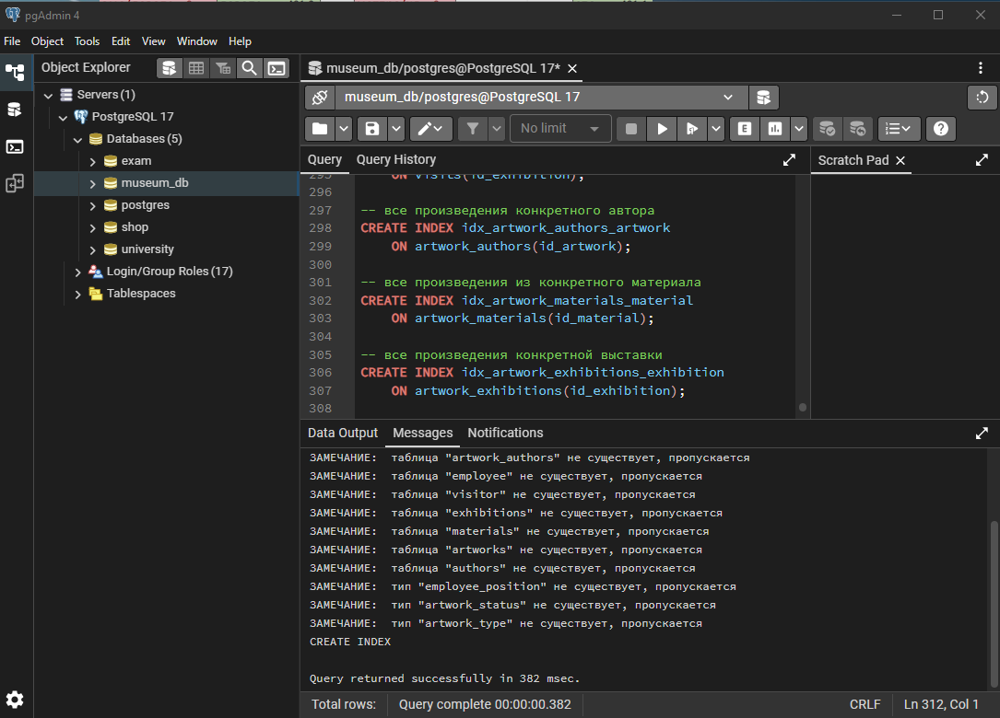 pgAdmin 4
File Object Tools Edit View Window Help
Object Explorer
museum_db/postgres@PostgreSQL 17*
Servers (1)
PostgreSQL 17
Databases (5)
exam
museum_db
postgres
shop
university
Login/Group Roles (17)
Tablespaces
museum_db/postgres@PostgreSQL 17
No limit
E
Query Query History
Scratch Pad
295 ON visits(id_exhibition);
296
297 -- все произведения конкретного автора
298 CREATE INDEX idx_artwork_authors_artwork
299 ON artwork_authors(id_artwork);
300
301 -- все произведения из конкретного материала
302 CREATE INDEX idx_artwork_materials_material
303 ON artwork_materials(id_material);
304
305 -- все произведения конкретной выставки
306 CREATE INDEX idx_artwork_exhibitions_exhibition
307 ON artwork_exhibitions(id_exhibition);
308
Data Output Messages Notifications
ЗАМЕЧАНИЕ: таблица "artwork_authors" не существует, пропускается
ЗАМЕЧАНИЕ: таблица "employee" не существует, пропускается
ЗАМЕЧАНИЕ: таблица "visitor" не существует, пропускается
ЗАМЕЧАНИЕ: таблица "exhibitions" не существует, пропускается
ЗАМЕЧАНИЕ: таблица "materials" не существует, пропускается
ЗАМЕЧАНИЕ: таблица "artworks" не существует, пропускается
ЗАМЕЧАНИЕ: таблица "authors" не существует, пропускается
ЗАМЕЧАНИЕ: тип "employee_position" не существует, пропускается
ЗАМЕЧАНИЕ: тип "artwork_status" не существует, пропускается
ЗАМЕЧАНИЕ: тип "artwork_type" не существует, пропускается
CREATE INDEX
Query returned successfully in 382 msec.
Total rows: Query complete 00:00:00.382 CRLF Ln 312, Col 1